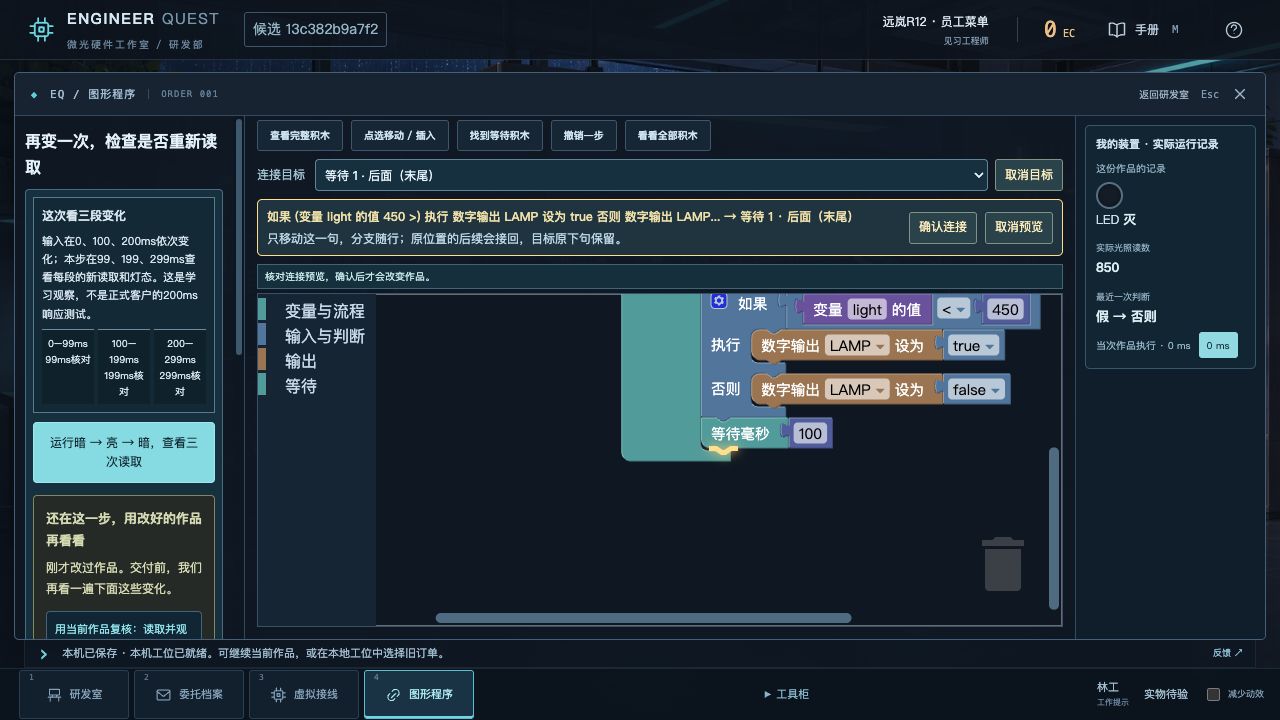 ENGINEER QUEST
微光硬件工作室 / 研发部
候选 13c382b9a7f2
远岚R12 · 员工菜单
见习工程师
0 EC
手册 M
EQ / 图形程序
ORDER 001
返回研发室 Esc
再变一次，检查是否重新读取
这次看三段变化
输入在0、100、200ms依次变
化；本步在99、199、299ms查
看每段的新读取和灯态。这是学
习观察，不是正式客户的200ms
响应测试。
0—99ms
99ms核对
100—
199ms
199ms核
对
200—
299ms
299ms核
对
运行暗 → 亮 → 暗，查看三
次读取
还在这一步，用改好的作品
再看看
刚才改过作品。交付前，我们
再看一遍下面这些变化。
用当前作品复核：读取并观
查看完整积木
点选移动 / 插入
找到等待积木
撤销一步
看看全部积木
连接目标
等待 1 · 后面（末尾）
取消目标
如果 (变量 light 的值 450 >) 执行 数字输出 LAMP 设为 true 否则 数字输出 LAMP... → 等待 1 · 后面（末尾）
只移动这一句，分支随行；原位置的后续会接回，目标原下句保留。
确认连接
取消预览
核对连接预览，确认后才会改变作品。
变量与流程
输入与判断
输出
等待
如果 变量 light 的值 < 450
执行 数字输出 LAMP 设为 true
否则 数字输出 LAMP 设为 false
等待毫秒 100
我的装置 · 实际运行记录
这份作品的记录
LED 灭
实际光照读数
850
最近一次判断
假 → 否则
当次作品执行 · 0 ms
0 ms
本机已保存 · 本机工位已就绪。可继续当前作品，或在本地工位中选择旧订单。
反馈 ↗
1 研发室
2 委托档案
3 虚拟接线
4 图形程序
工具柜
林工
工作提示
实物待验
减少动效